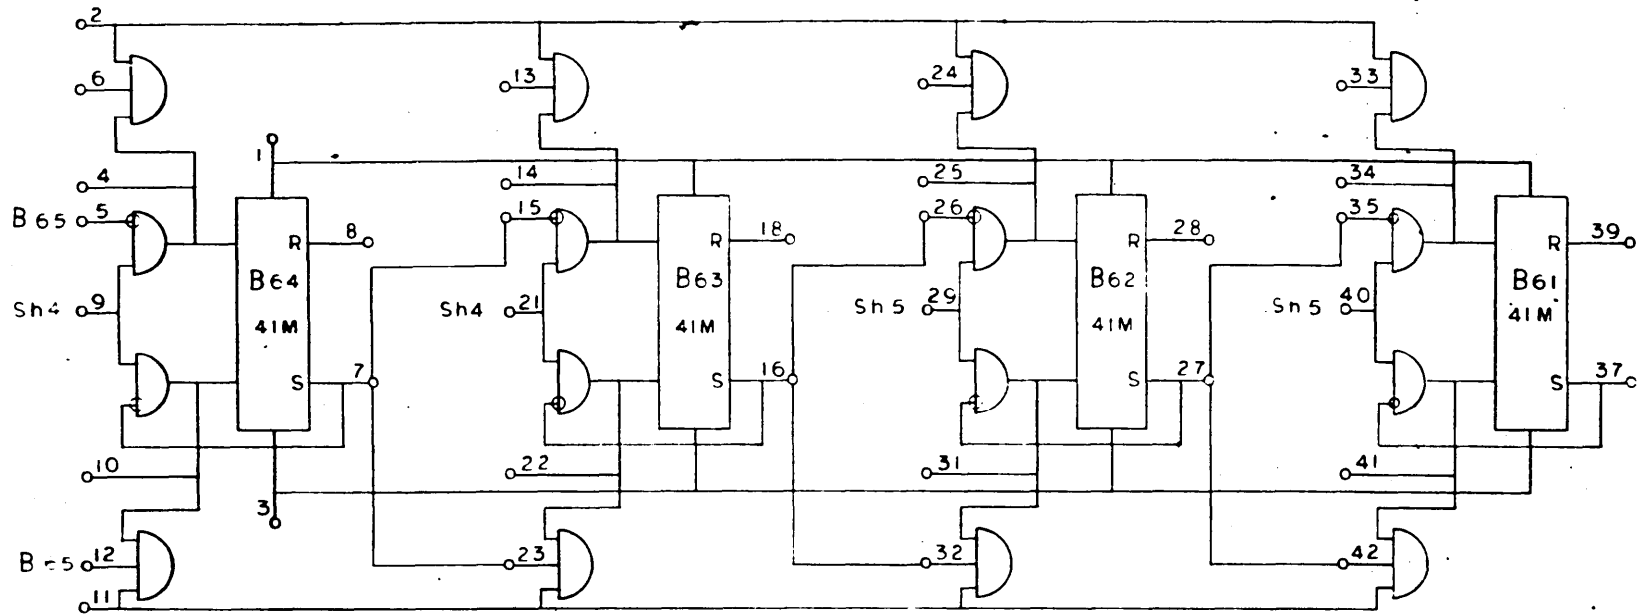 2
6 13 24 33
1
4 14 25 34
B 65 5 15 26 35
R 8 R 18 R 28 R 39
B64 B63 B62 B61
Sh4 9 Sh4 21 Sh5 29 Sh5 40
41M 41M 41M 41M
S 7 S 16 S 27 S 37
10 22 31 41
3
12 23 32 42
11